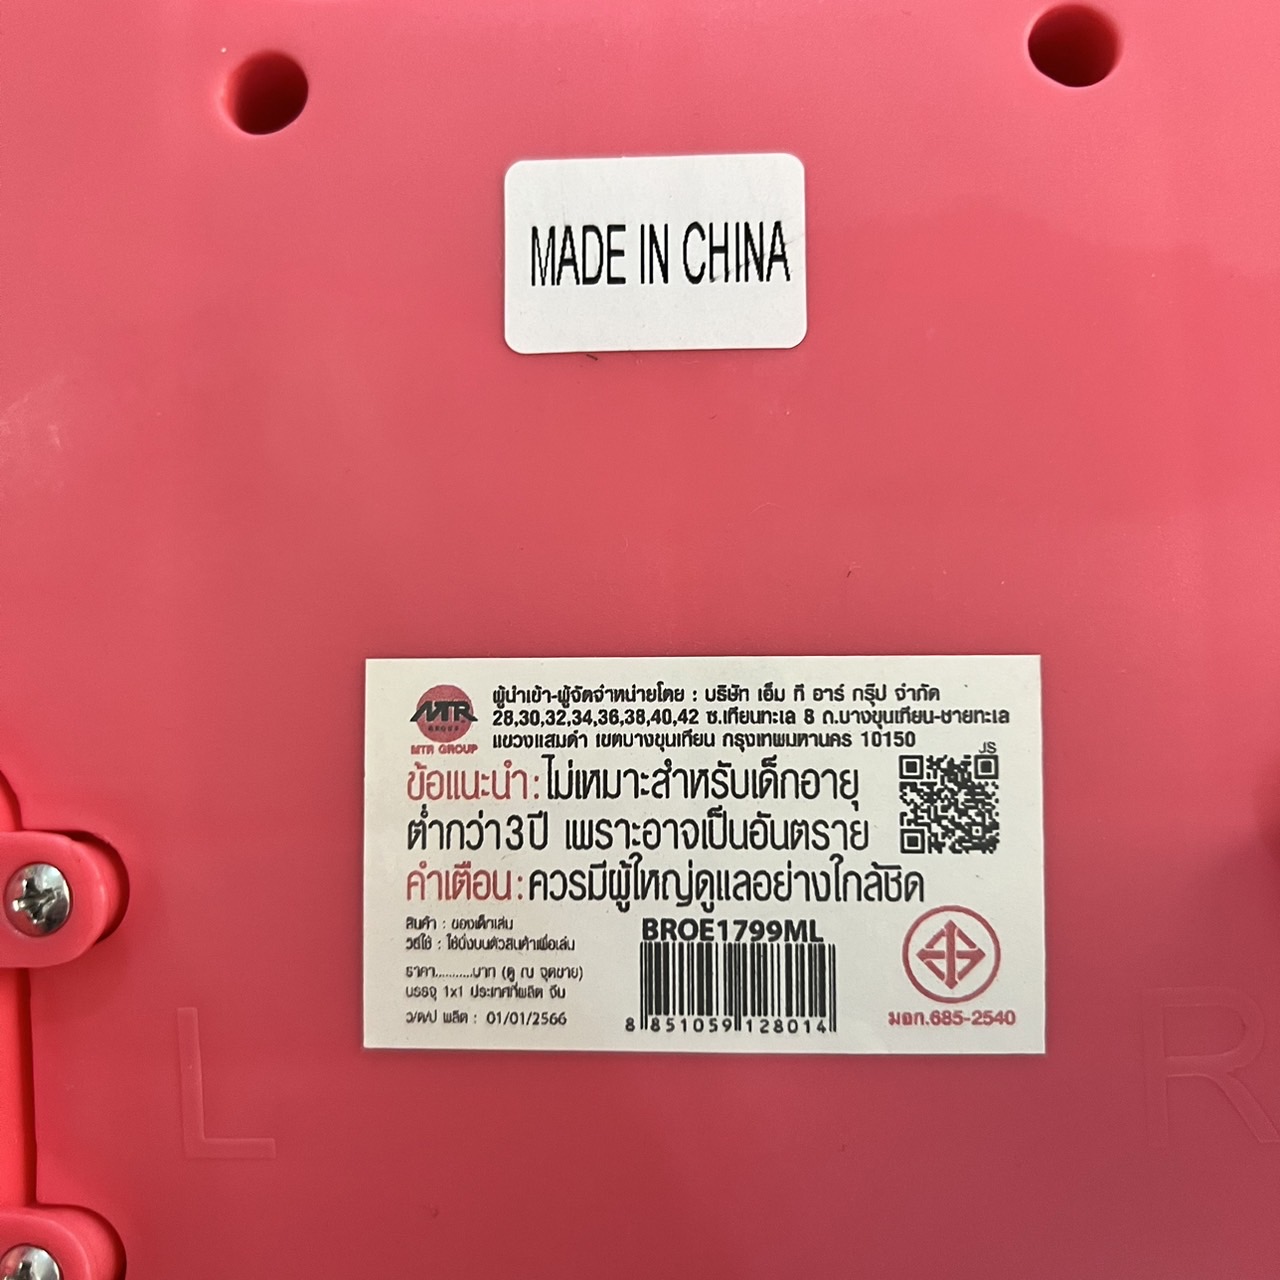 MADE IN CHINA
MTR
GROUP
MTR GROUP
ผู้นำเข้า-ผู้จัดจำหน่ายโดย : บริษัท เอ็ม ที อาร์ กรุ๊ป จำกัด
28,30,32,34,36,38,40,42 ซ.เทียนทะเล 8 ถ.บางขุนเทียน-ชายทะเล
แขวงแสมดำ เขตบางขุนเทียน กรุงเทพมหานคร 10150
JS
ข้อแนะนำ : ไม่เหมาะสำหรับเด็กอายุ
ต่ำกว่า 3 ปี เพราะอาจเป็นอันตราย
คำเตือน : ควรมีผู้ใหญ่ดูแลอย่างใกล้ชิด
สินค้า : ของเด็กเล่น
วิธีใช้ : ใช้นั่งบนตัวสินค้าเพื่อเล่น
ราคา...........บาท (ดู ณ จุดขาย)
บรรจุ 1x1 ประเทศที่ผลิต จีน
ว/ด/ป ผลิต : 01/01/2566
BROE1799ML
8 851059 128014
มอก.685-2540
L
R